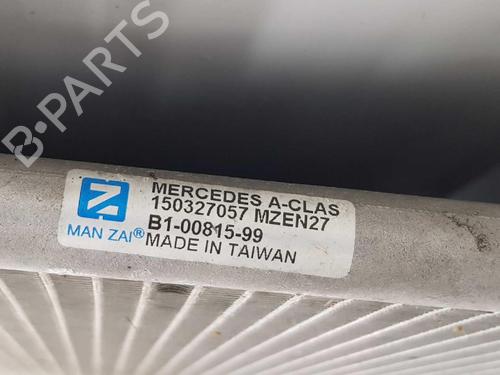 B-PARTS
MERCEDES A-CLAS
150327057 MZEN27
B1-00815-99
MAN ZAI®
MADE IN TAIWAN